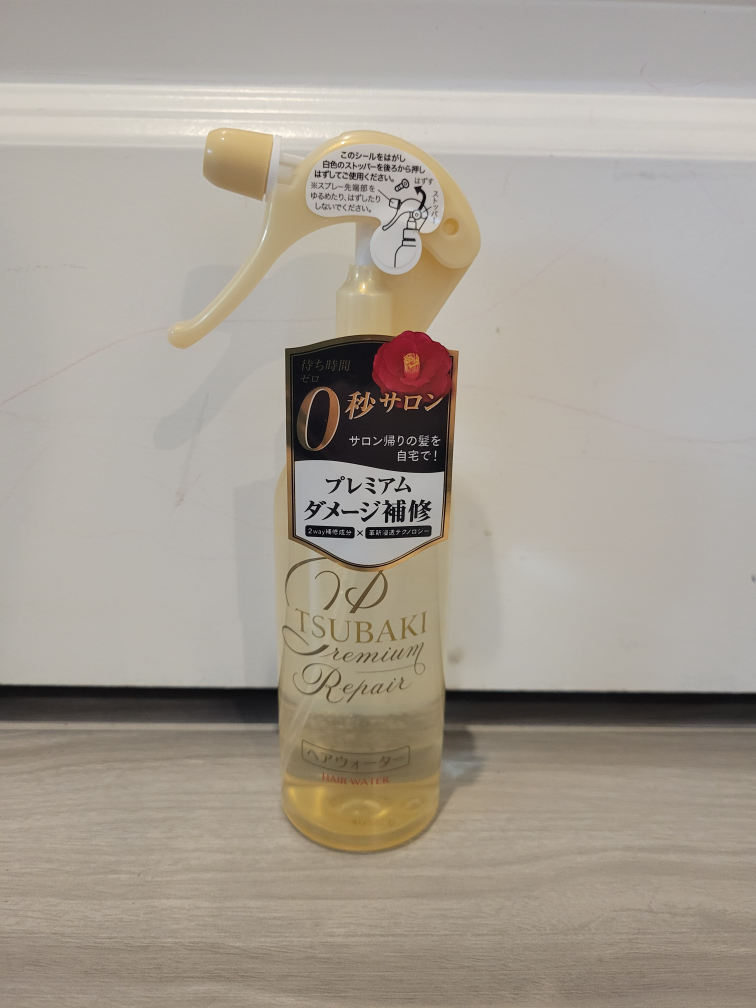 このシールをはがし
白色のストッパーを後ろから押し
はずしてご使用ください。
※スプレー先端部を
ゆるめたり、はずしたり
しないでください。
はずす
ストッパー
待ち時間
ゼロ
0秒サロン
サロン帰りの髪を
自宅で!
プレミアム
ダメージ補修
2way補修成分×革新浸透テクノロジー
TSUBAKI
Premium
Repair
ヘアウォーター
HAIR WATER